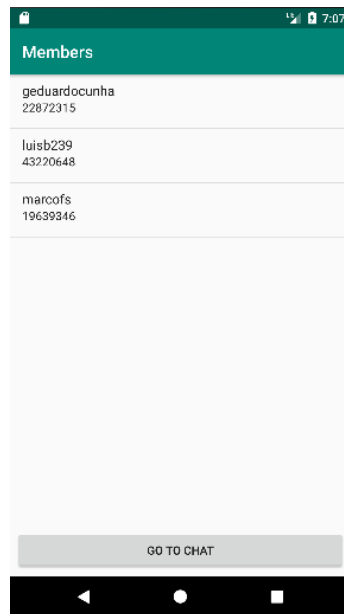 7:07
Members
geduardocunha
22872315
luisb239
43220648
marcofs
19639346
GO TO CHAT